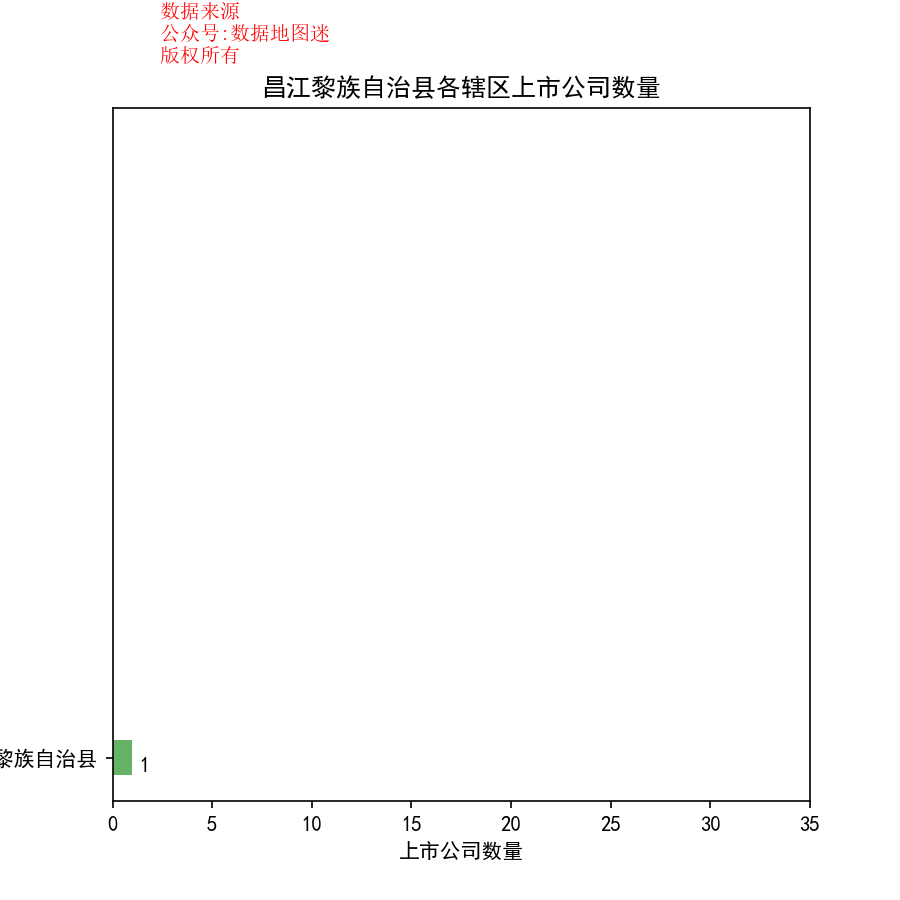 数据来源
公众号:数据地图迷
版权所有
昌江黎族自治县各辖区上市公司数量
黎族自治县
1
0 5 10 15 20 25 30 35
上市公司数量